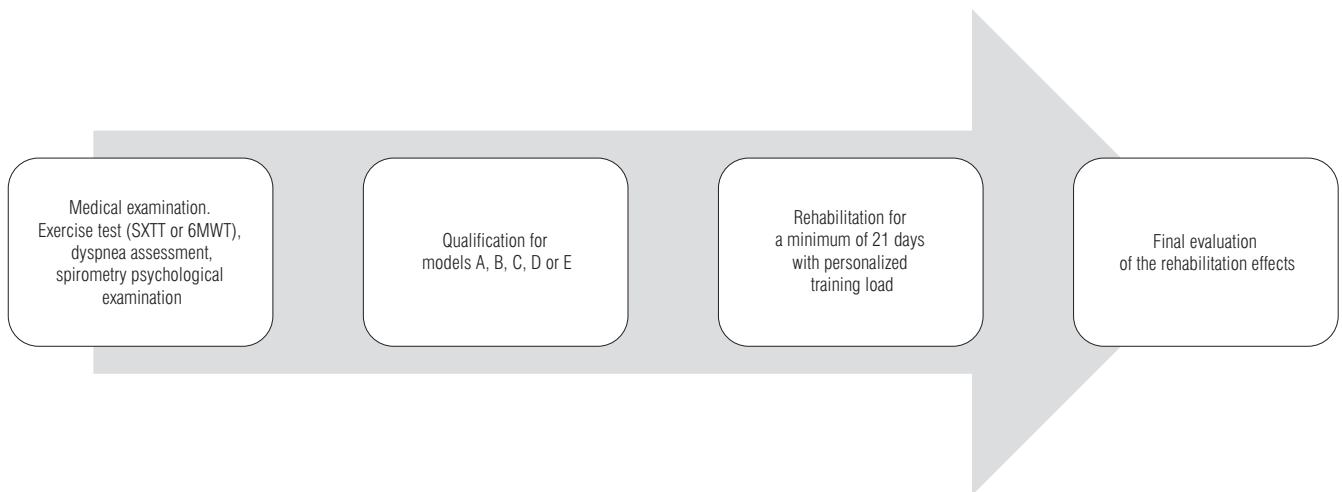 Medical examination.
Exercise test (SXTT or 6MWT),
dyspnea assessment,
spirometry psychological
examination
Qualification for
models A, B, C, D or E
Rehabilitation for
a minimum of 21 days
with personalized
training load
Final evaluation
of the rehabilitation effects